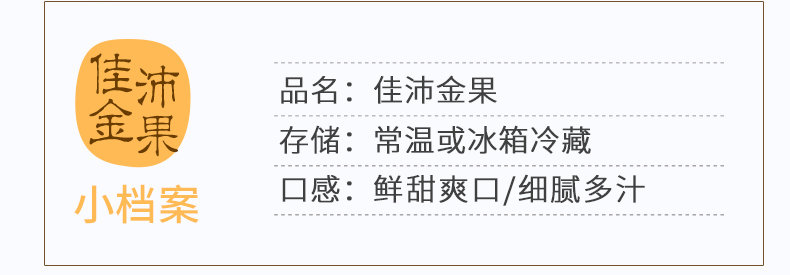 佳沛
金果
小档案
品名：佳沛金果
存储：常温或冰箱冷藏
口感：鲜甜爽口/细腻多汁